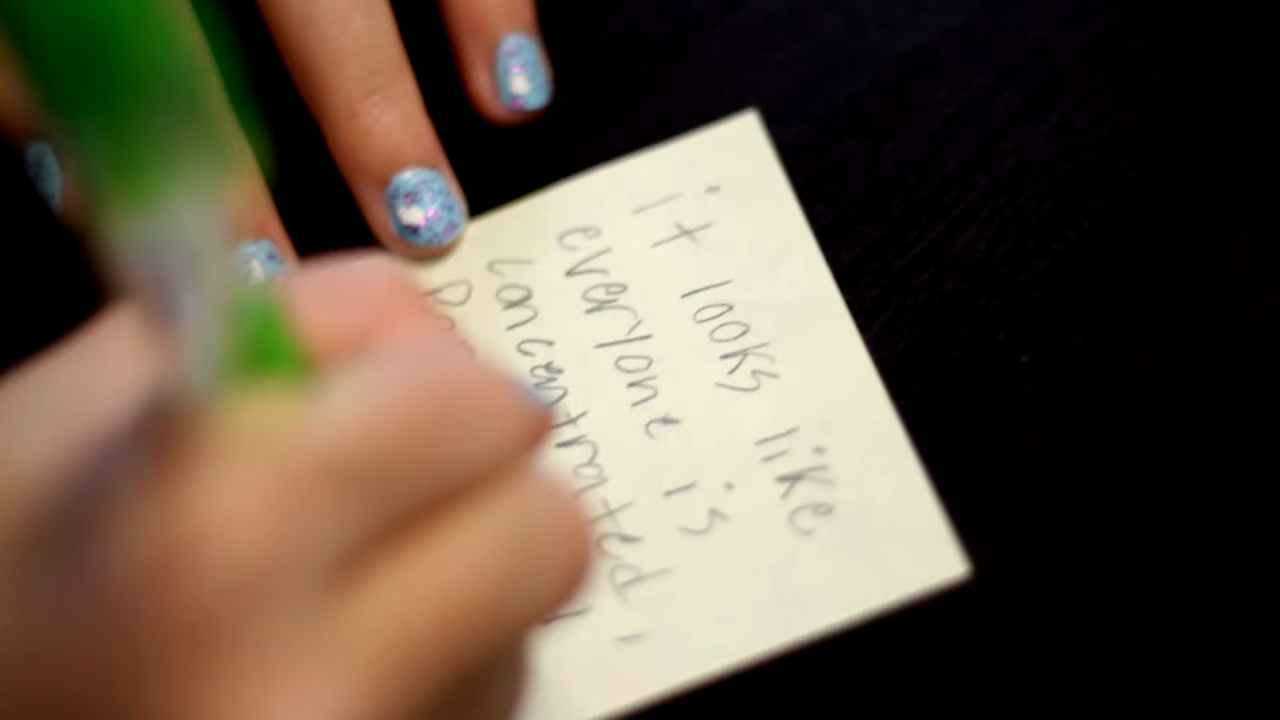 it looks like
everyone is
concentrated,